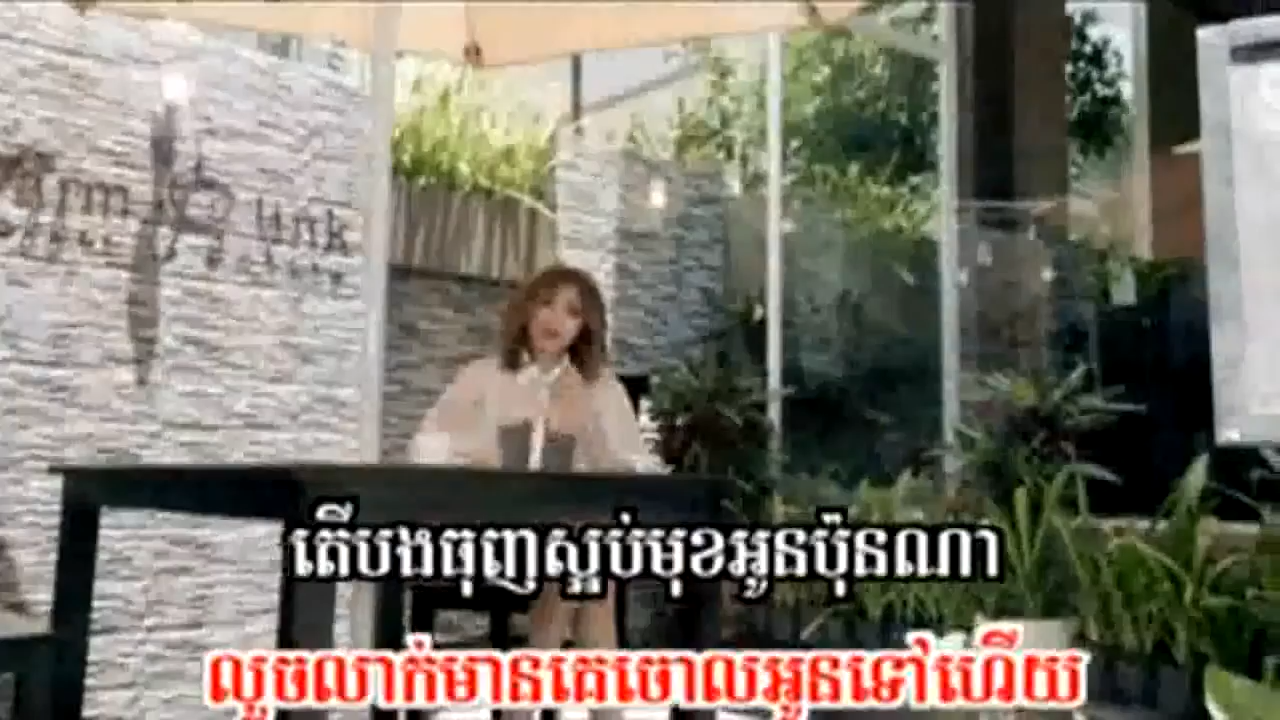 តើបងធុញស្អប់មុខអូនប៉ុនណា
លួចលាក់មានគេចោលអូនទៅហើយ